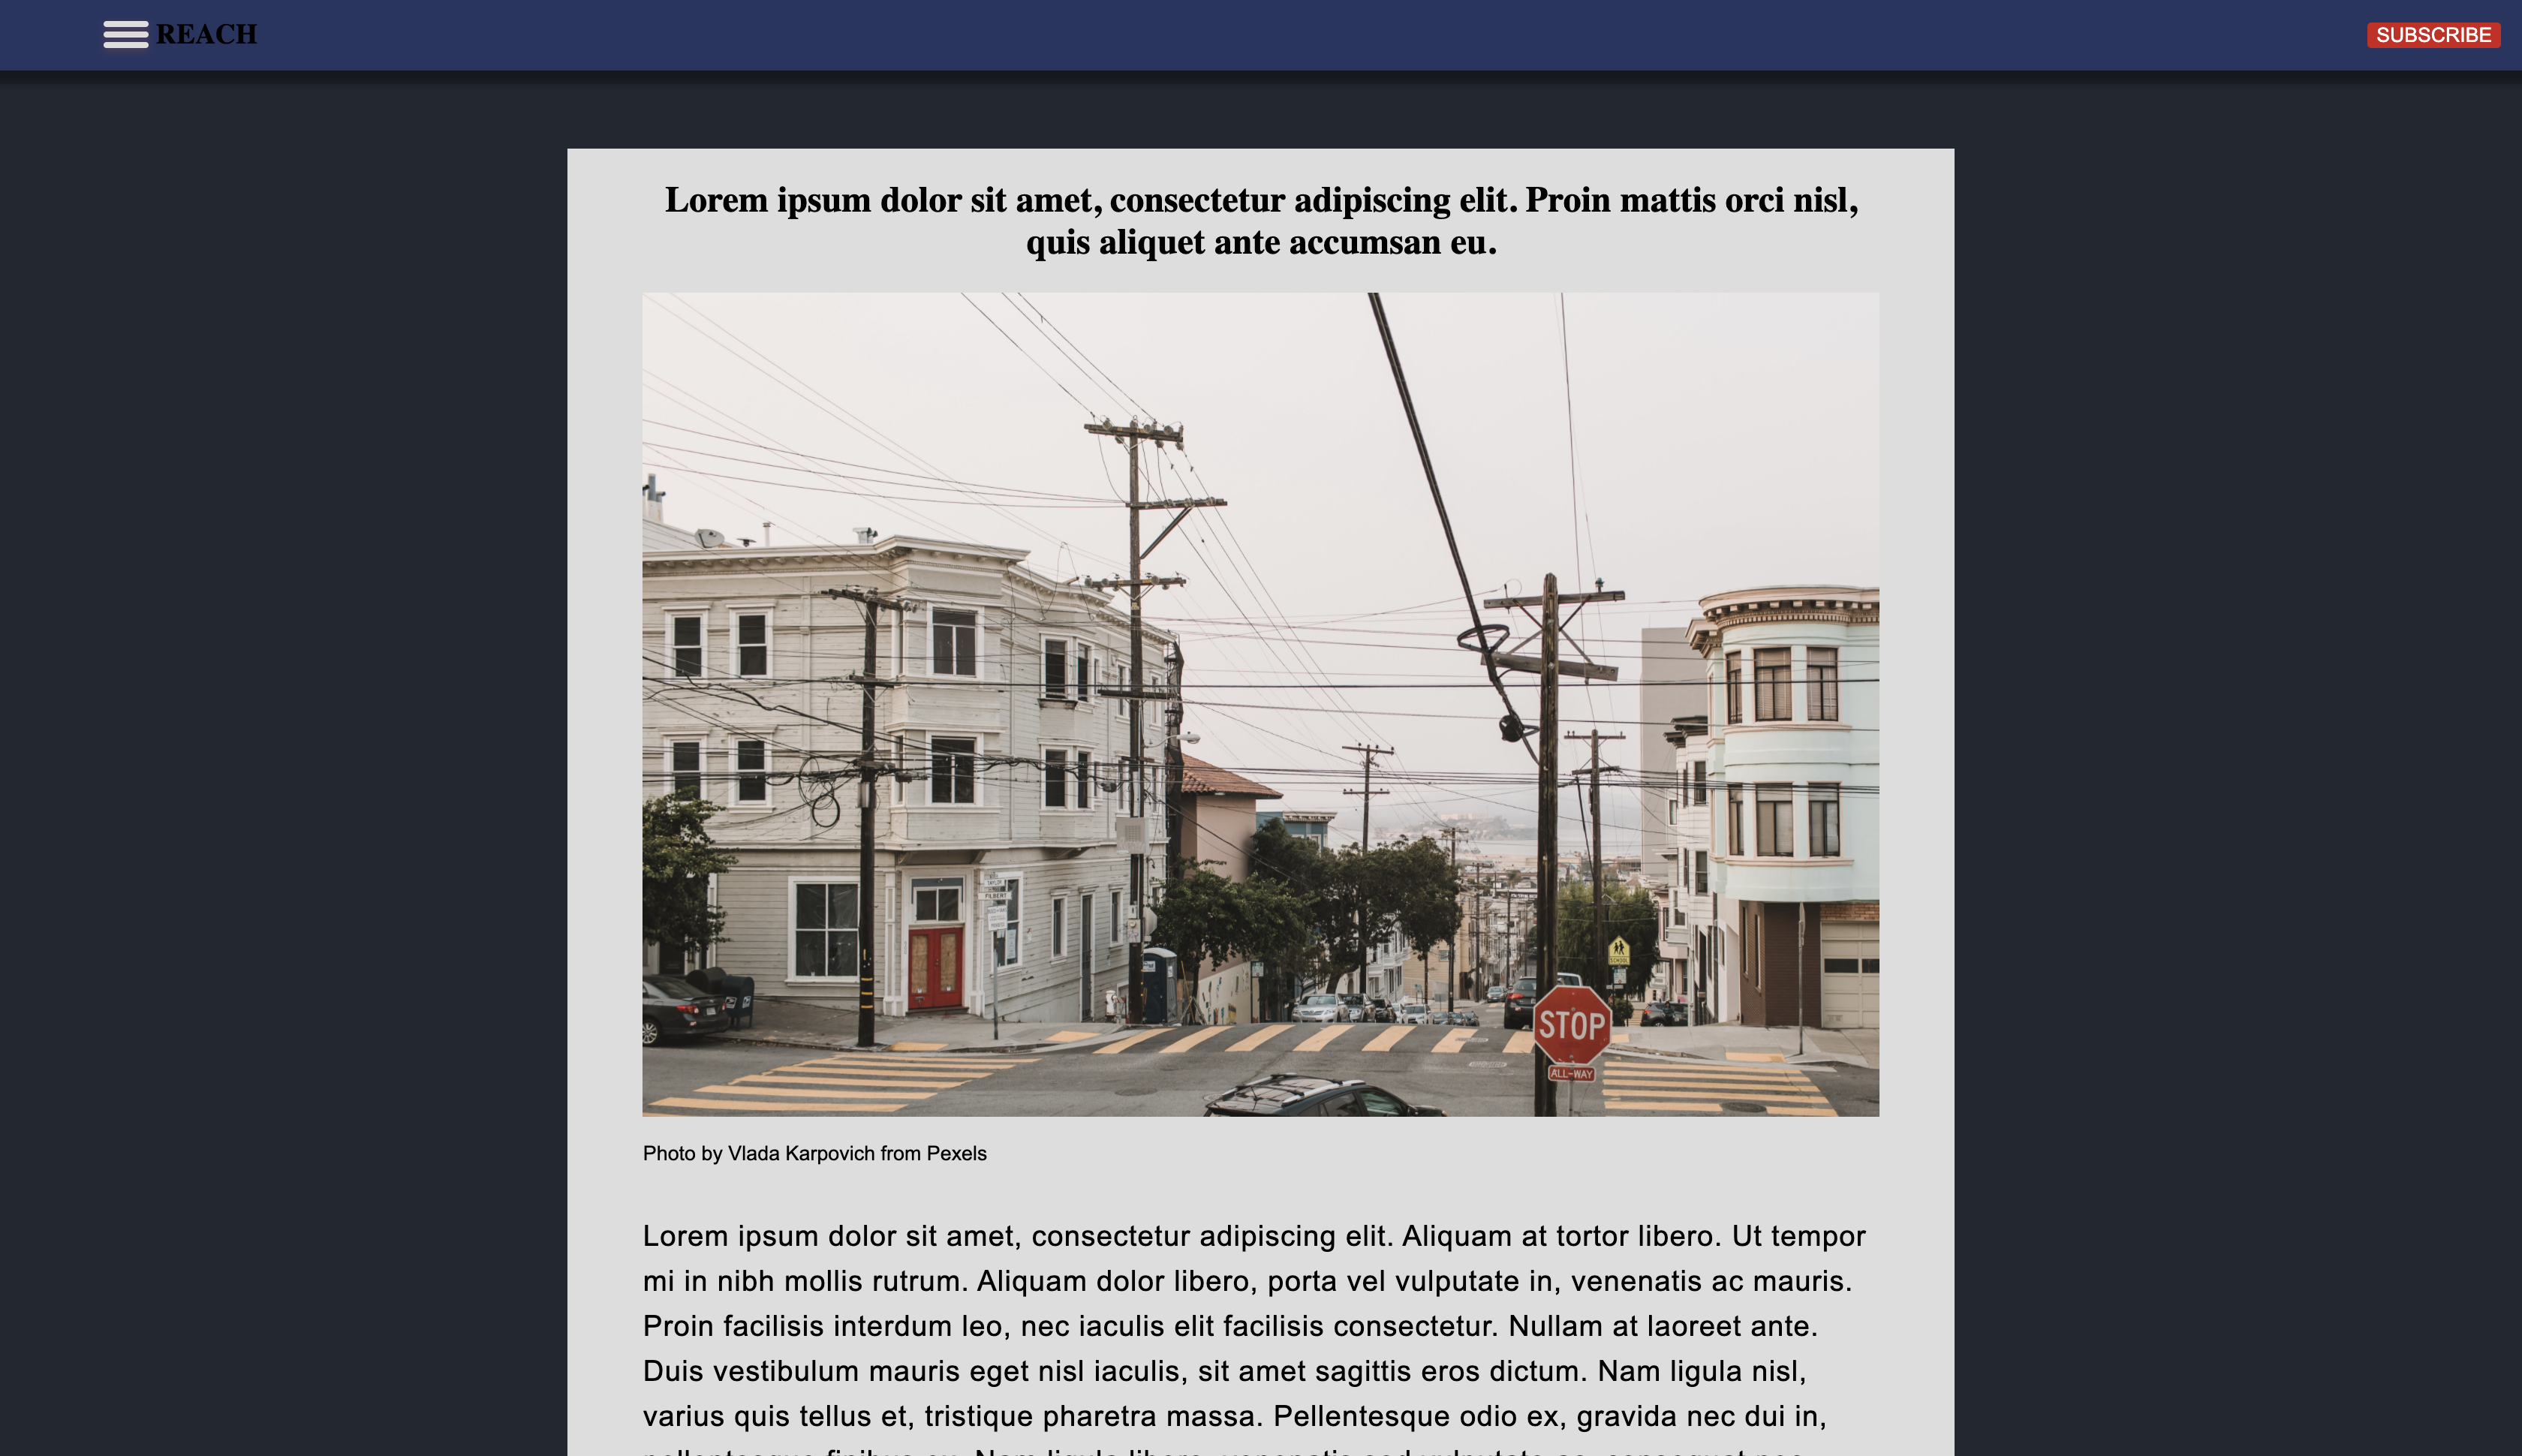 REACH
SUBSCRIBE
Lorem ipsum dolor sit amet, consectetur adipiscing elit. Proin mattis orci nisl,
quis aliquet ante accumsan eu.
TAYLOR
FILBERT
SCHOOL
STOP
ALL-WAY
Photo by Vlada Karpovich from Pexels
Lorem ipsum dolor sit amet, consectetur adipiscing elit. Aliquam at tortor libero. Ut tempor
mi in nibh mollis rutrum. Aliquam dolor libero, porta vel vulputate in, venenatis ac mauris.
Proin facilisis interdum leo, nec iaculis elit facilisis consectetur. Nullam at laoreet ante.
Duis vestibulum mauris eget nisl iaculis, sit amet sagittis eros dictum. Nam ligula nisl,
varius quis tellus et, tristique pharetra massa. Pellentesque odio ex, gravida nec dui in,